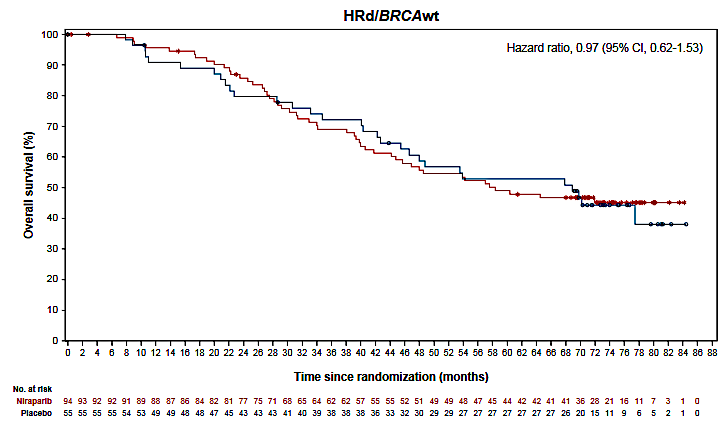 HRd/BRCAwt
Hazard ratio, 0.97 (95% CI, 0.62-1.53)
Overall survival (%)
100
90
80
70
60
50
40
30
20
10
0
0 2 4 6 8 10 12 14 16 18 20 22 24 26 28 30 32 34 36 38 40 42 44 46 48 50 52 54 56 58 60 62 64 66 68 70 72 74 76 78 80 82 84 86 88
Time since randomization (months)
No. at risk
Niraparib 94 93 92 92 91 89 88 87 86 84 82 81 77 75 71 68 65 64 62 62 62 57 55 55 52 51 49 48 47 45 44 42 42 41 41 36 28 21 16 11 7 3 1 0
Placebo 55 55 55 55 54 53 49 49 48 48 47 45 43 43 43 41 40 39 38 38 38 36 33 32 30 29 29 27 27 27 27 27 27 27 26 20 15 11 9 6 5 2 1 0